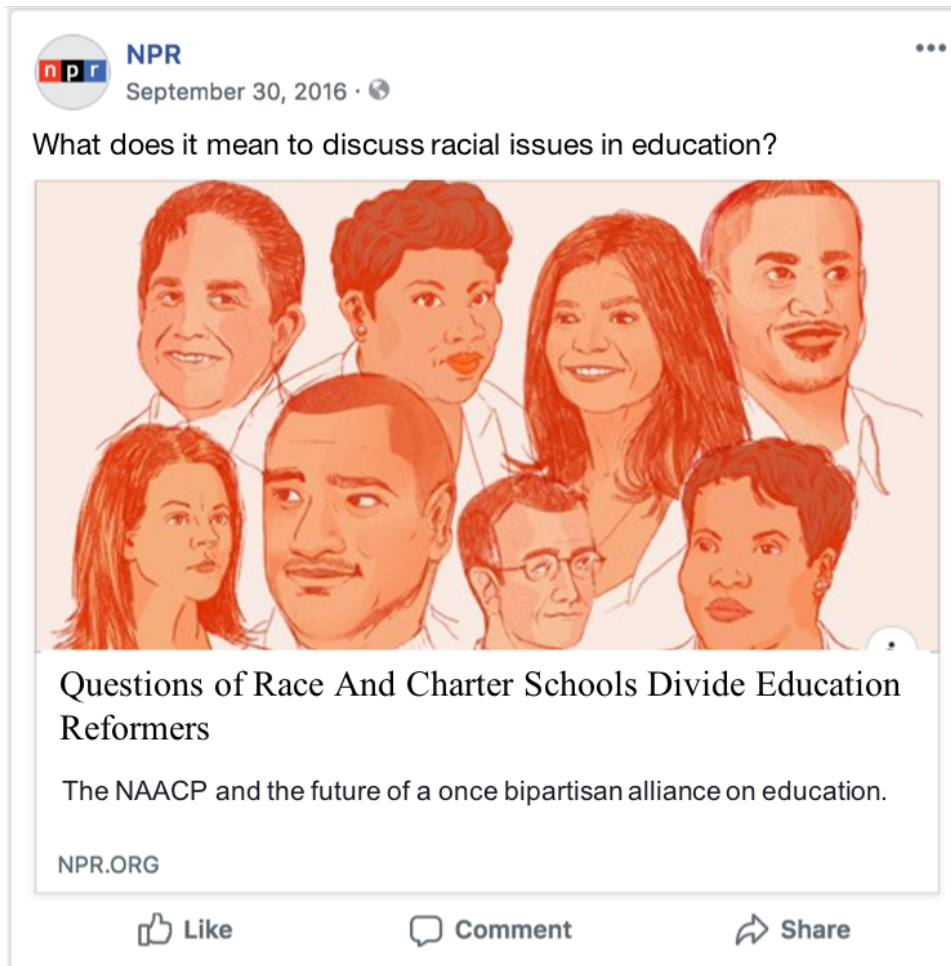 npr
NPR
September 30, 2016 ·
What does it mean to discuss racial issues in education?
Questions of Race And Charter Schools Divide Education
Reformers
The NAACP and the future of a once bipartisan alliance on education.
NPR.ORG
Like
Comment
Share